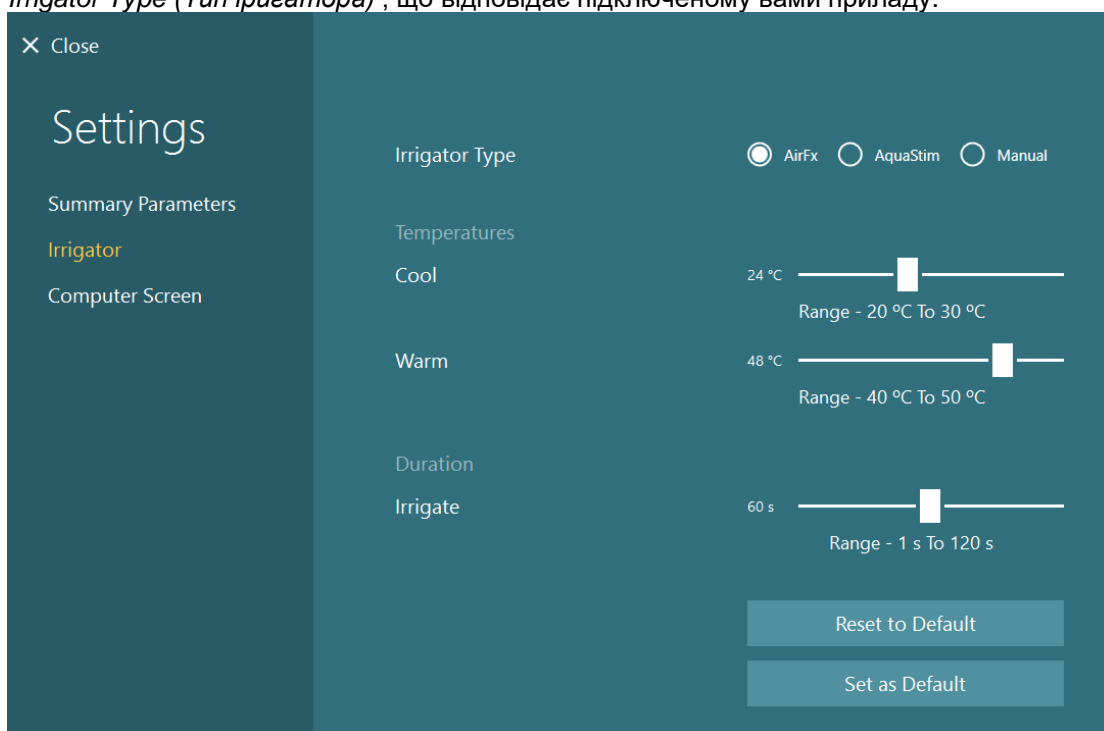 Irrigator Type (Тип іригатора) , що відповідає підключеному вами приладу.
Close
Settings
Summary Parameters
Irrigator
Computer Screen
Irrigator Type
AirFx AquaStim Manual
Temperatures
Cool
24 °C
Range - 20 ºC To 30 ºC
Warm
48 °C
Range - 40 ºC To 50 ºC
Duration
Irrigate
60 s
Range - 1 s To 120 s
Reset to Default
Set as Default